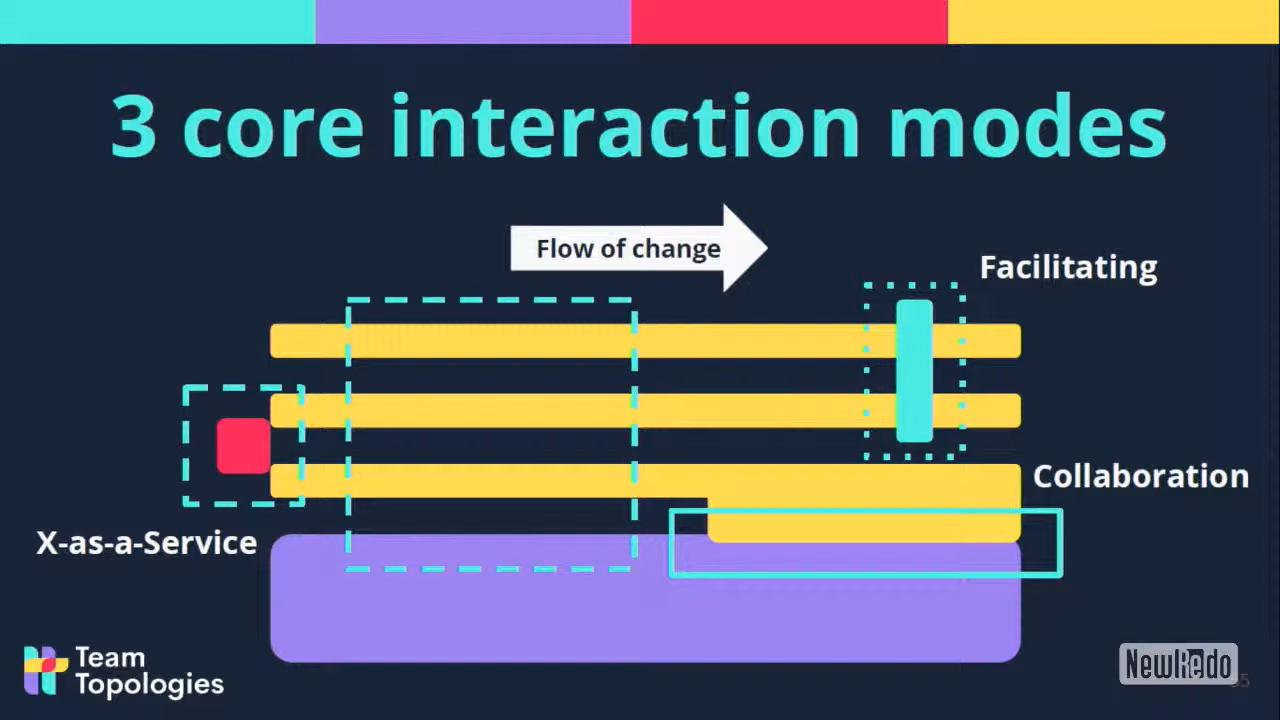 3 core interaction modes
Flow of change
Facilitating
Collaboration
X-as-a-Service
Team
Topologies
NewRedo